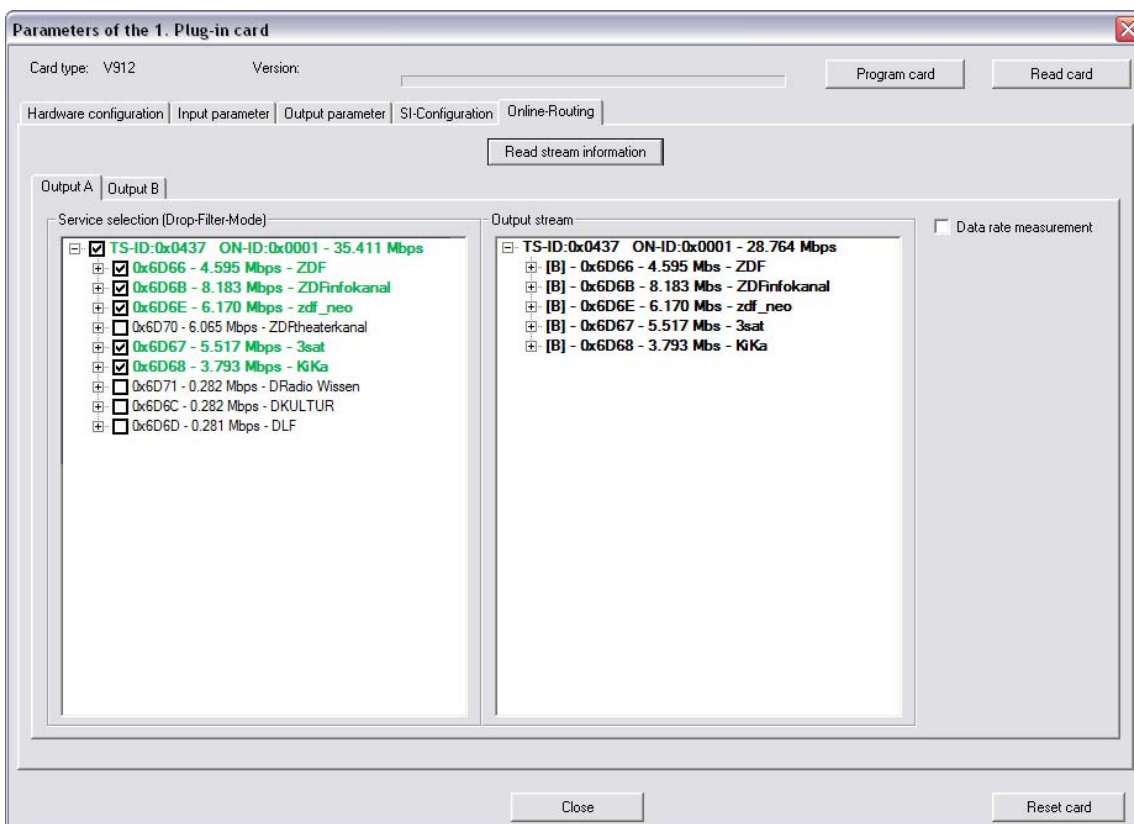 Parameters of the 1. Plug-in card
Card type: V912 Version:
Program card
Read card
Hardware configuration
Input parameter
Output parameter
SI-Configuration
Online-Routing
Read stream information
Output A
Output B
Service selection (Drop-Filter-Mode)
TS-ID:0x0437 ON-ID:0x0001 - 35.411 Mbps
0x6D66 - 4.595 Mbps - ZDF
0x6D6B - 8.183 Mbps - ZDFinfokanal
0x6D6E - 6.170 Mbps - zdf_neo
0x6D70 - 6.065 Mbps - ZDFtheaterkanal
0x6D67 - 5.517 Mbps - 3sat
0x6D68 - 3.793 Mbps - KiKa
0x6D71 - 0.282 Mbps - DRadio Wissen
0x6D6C - 0.282 Mbps - DKULTUR
0x6D6D - 0.281 Mbps - DLF
Output stream
TS-ID:0x0437 ON-ID:0x0001 - 28.764 Mbps
[B] - 0x6D66 - 4.595 Mbs - ZDF
[B] - 0x6D6B - 8.183 Mbs - ZDFinfokanal
[B] - 0x6D6E - 6.170 Mbs - zdf_neo
[B] - 0x6D67 - 5.517 Mbs - 3sat
[B] - 0x6D68 - 3.793 Mbs - KiKa
Data rate measurement
Close
Reset card